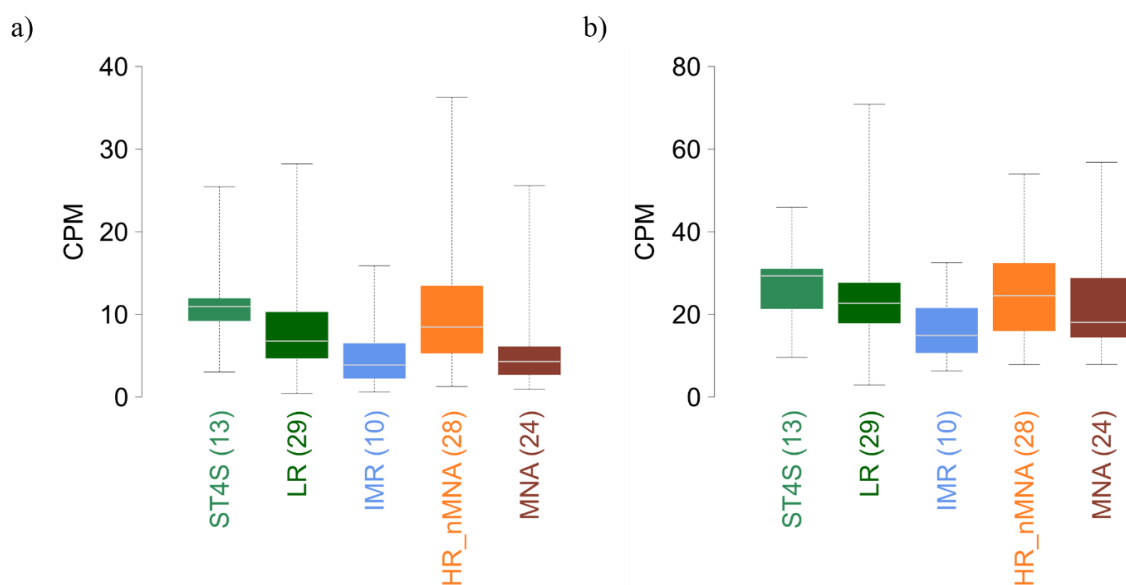 a)
40
30
20
10
0
CPM
ST4S (13)
LR (29)
IMR (10)
HR_nMNA (28)
MNA (24)
b)
80
60
40
20
0
CPM
ST4S (13)
LR (29)
IMR (10)
HR_nMNA (28)
MNA (24)